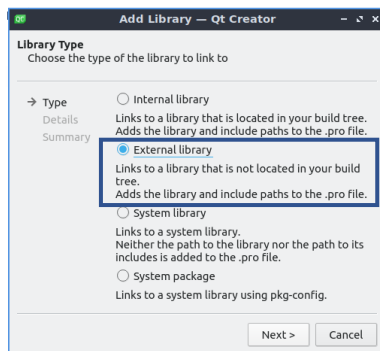 Add Library — Qt Creator
Library Type
Choose the type of the library to link to
Type
Details
Summary
Internal library
Links to a library that is located in your build tree.
Adds the library and include paths to the .pro file.
External library
Links to a library that is not located in your build
tree.
Adds the library and include paths to the .pro file.
System library
Links to a system library.
Neither the path to the library nor the path to its
includes is added to the .pro file.
System package
Links to a system library using pkg-config.
Next >
Cancel